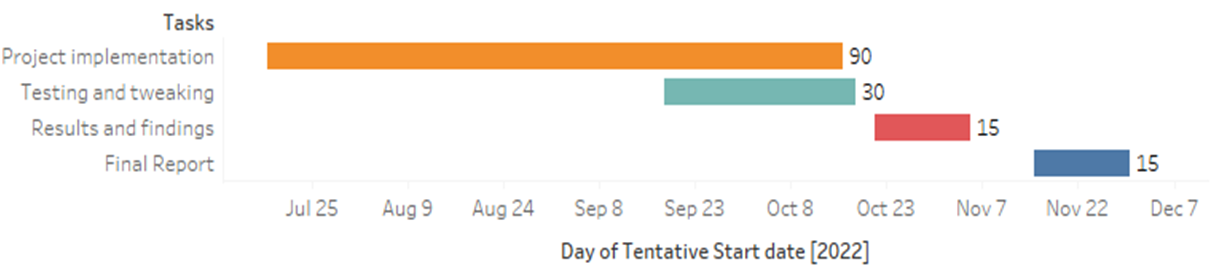 Tasks
Project implementation 90
Testing and tweaking 30
Results and findings 15
Final Report 15
Jul 25 Aug 9 Aug 24 Sep 8 Sep 23 Oct 8 Oct 23 Nov 7 Nov 22 Dec 7
Day of Tentative Start date [2022]